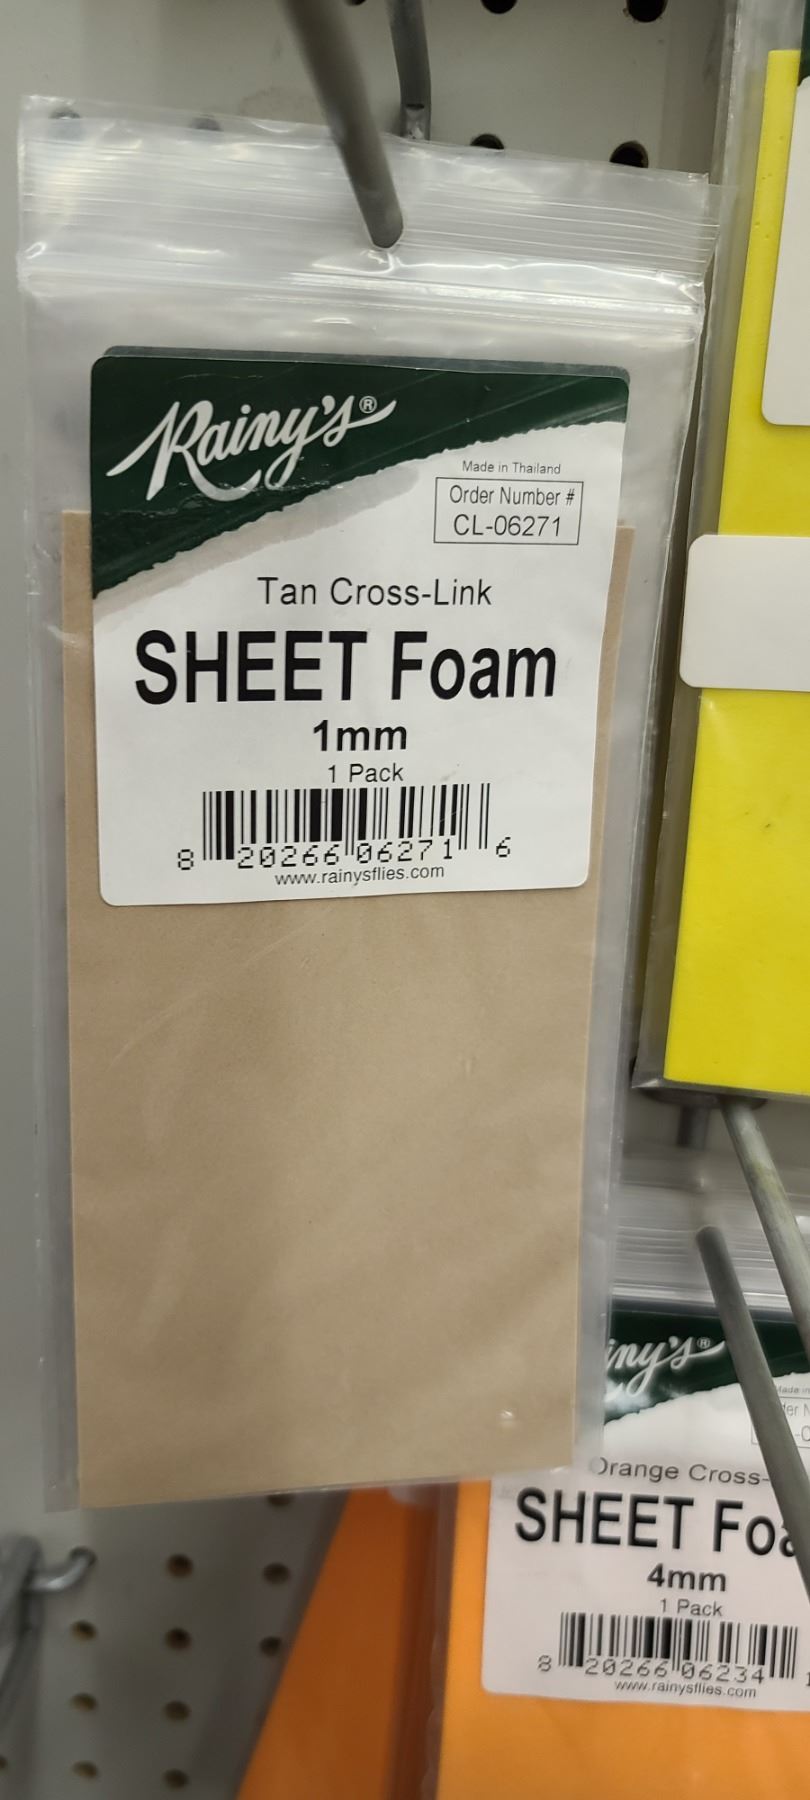 Rainy's®
Made in Thailand
Order Number #
CL-06271
Tan Cross-Link
SHEET Foam
1mm
1 Pack
8 20266 06271 6
www.rainysflies.com
Orange Cross-
SHEET
4mm
1 Pack
8 20266 06234 1
www.rainysflies.com